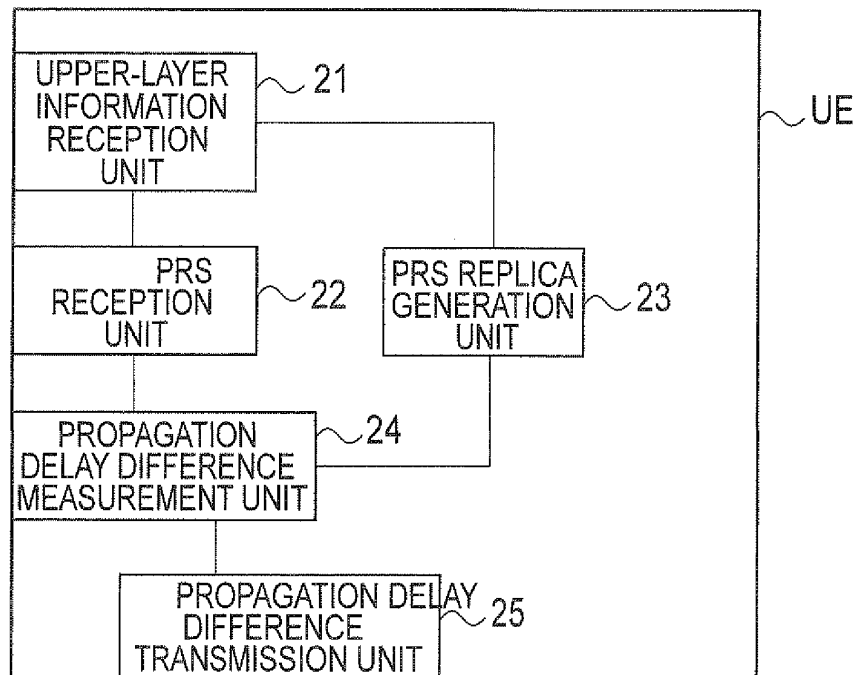 UPPER-LAYER
INFORMATION
RECEPTION
UNIT
21
UE
PRS
RECEPTION
UNIT
22
PRS REPLICA
GENERATION
UNIT
23
PROPAGATION
DELAY DIFFERENCE
MEASUREMENT UNIT
24
PROPAGATION DELAY
DIFFERENCE
TRANSMISSION UNIT
25